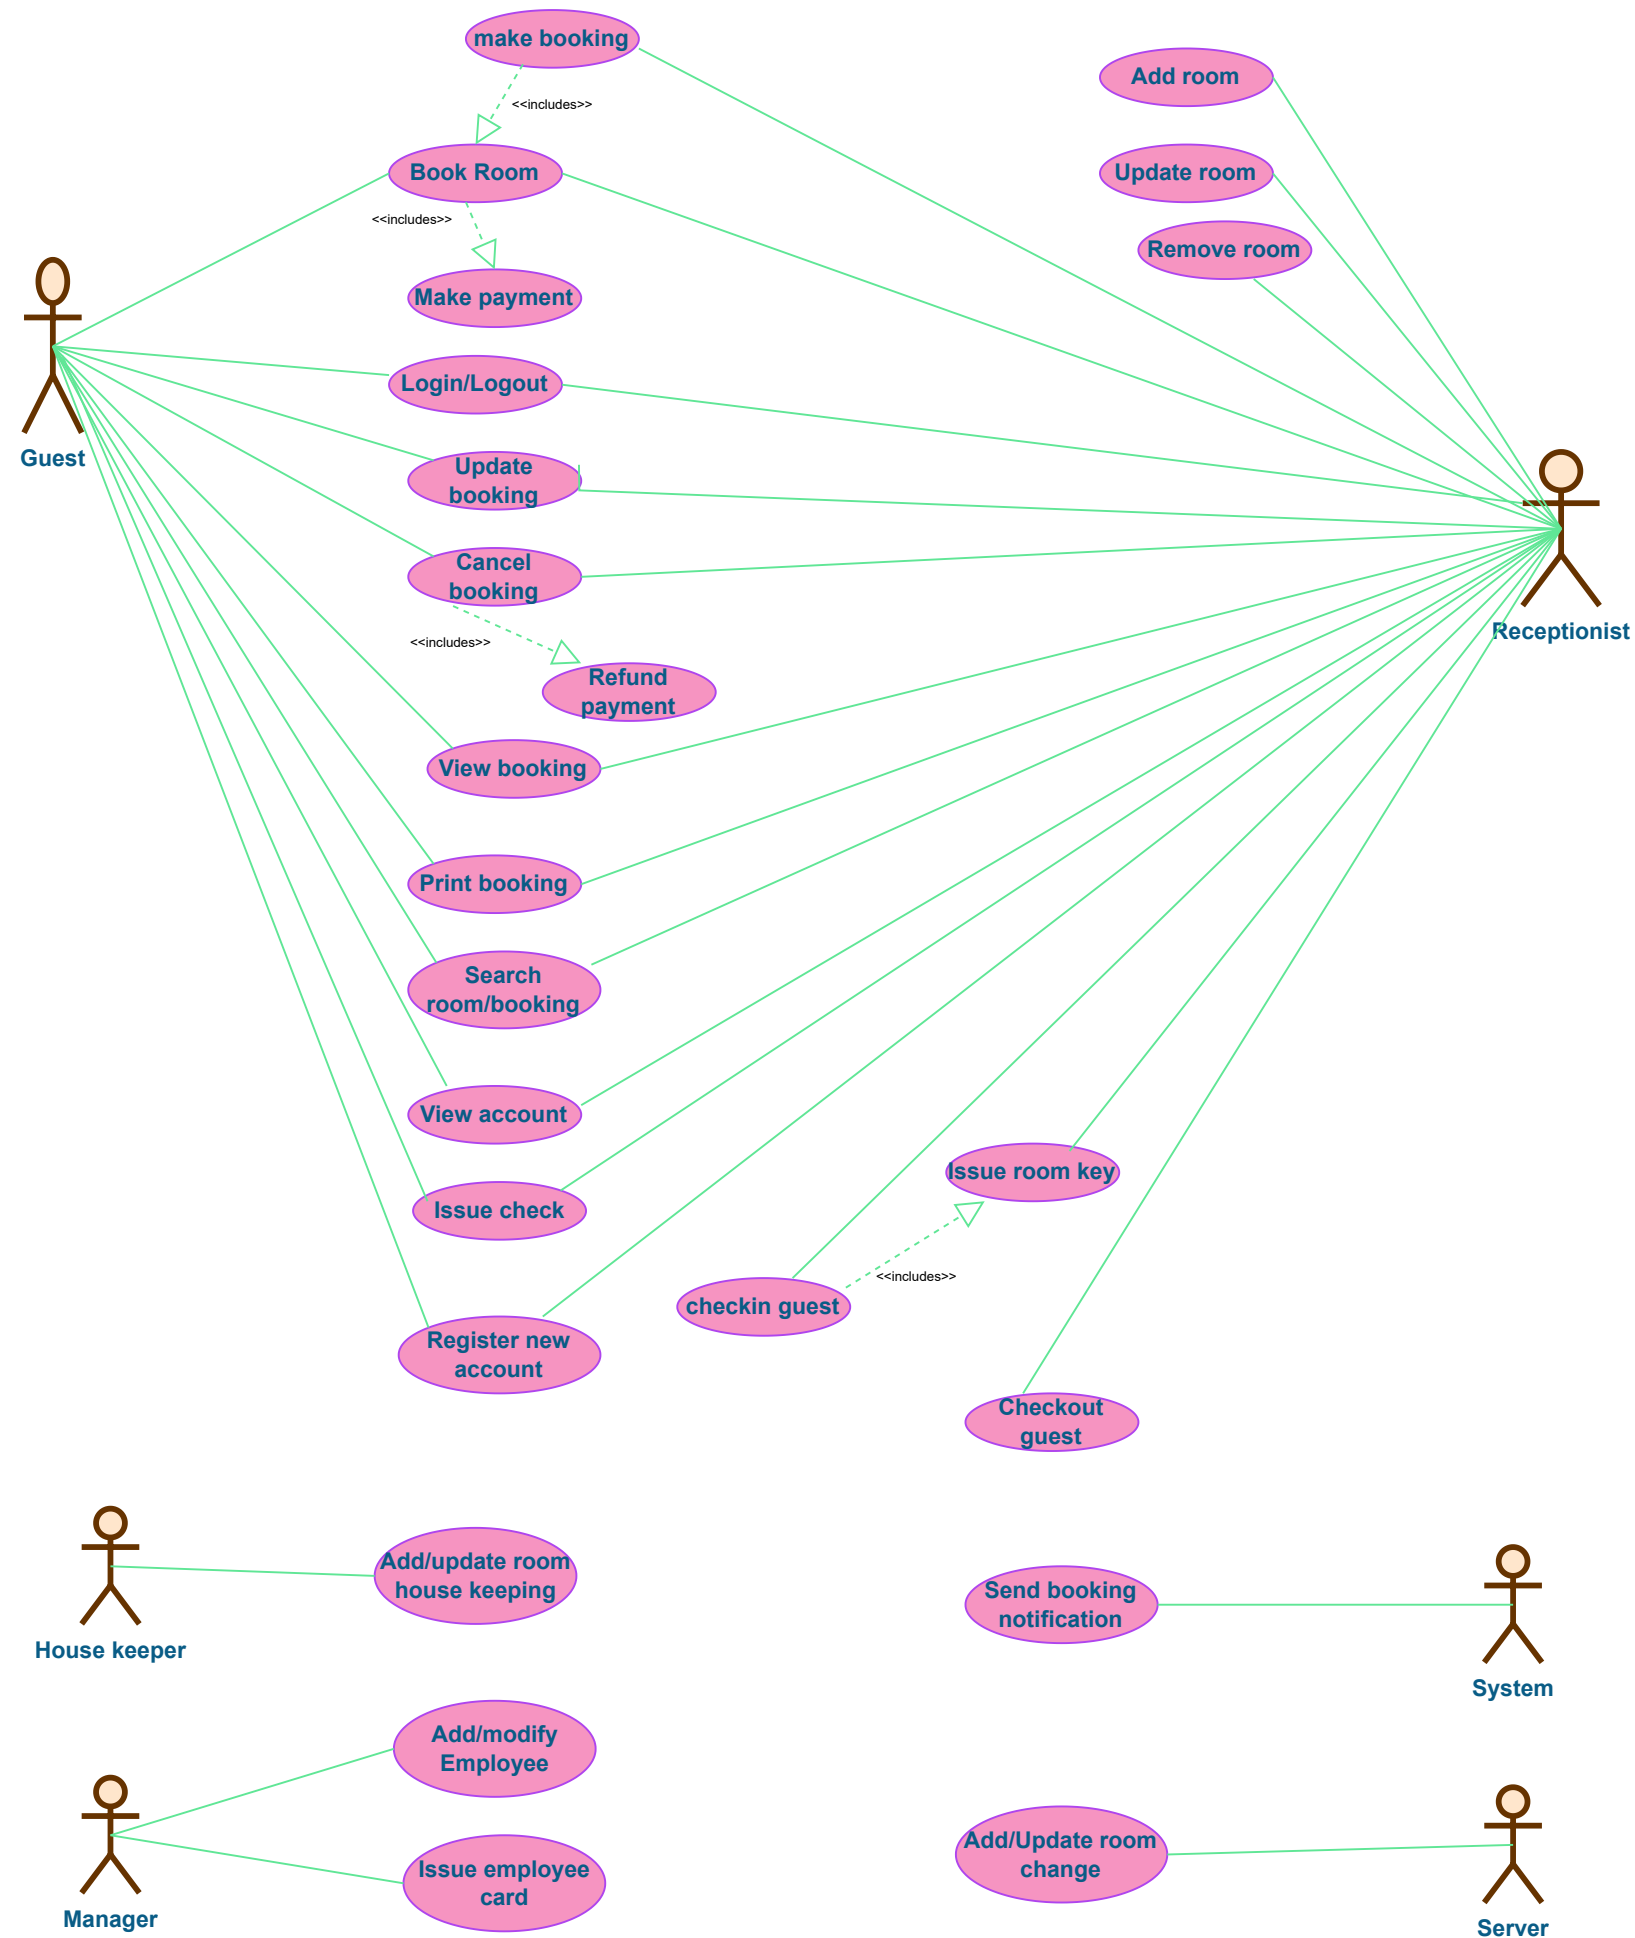 make booking
Add room
<<includes>>
Book Room
Update room
<<includes>>
Remove room
Make payment
Login/Logout
Guest
Update
booking
Cancel
booking
Receptionist
<<includes>>
Refund
payment
View booking
Print booking
Search
room/booking
View account
Issue room key
Issue check
<<includes>>
checkin guest
Register new
account
Checkout
guest
Add/update room
house keeping
Send booking
notification
House keeper
System
Add/modify
Employee
Add/Update room
change
Issue employee
card
Manager
Server